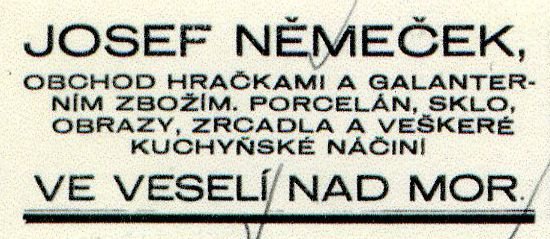 JOSEF NĚMEČEK,
OBCHOD HRAČKAMI A GALANTER-
NÍM ZBOŽÍM. PORCELÁN, SKLO,
OBRAZY, ZRCADLA A VEŠKERÉ
KUCHYŇSKÉ NÁČINÍ
VE VESELÍ NAD MOR.